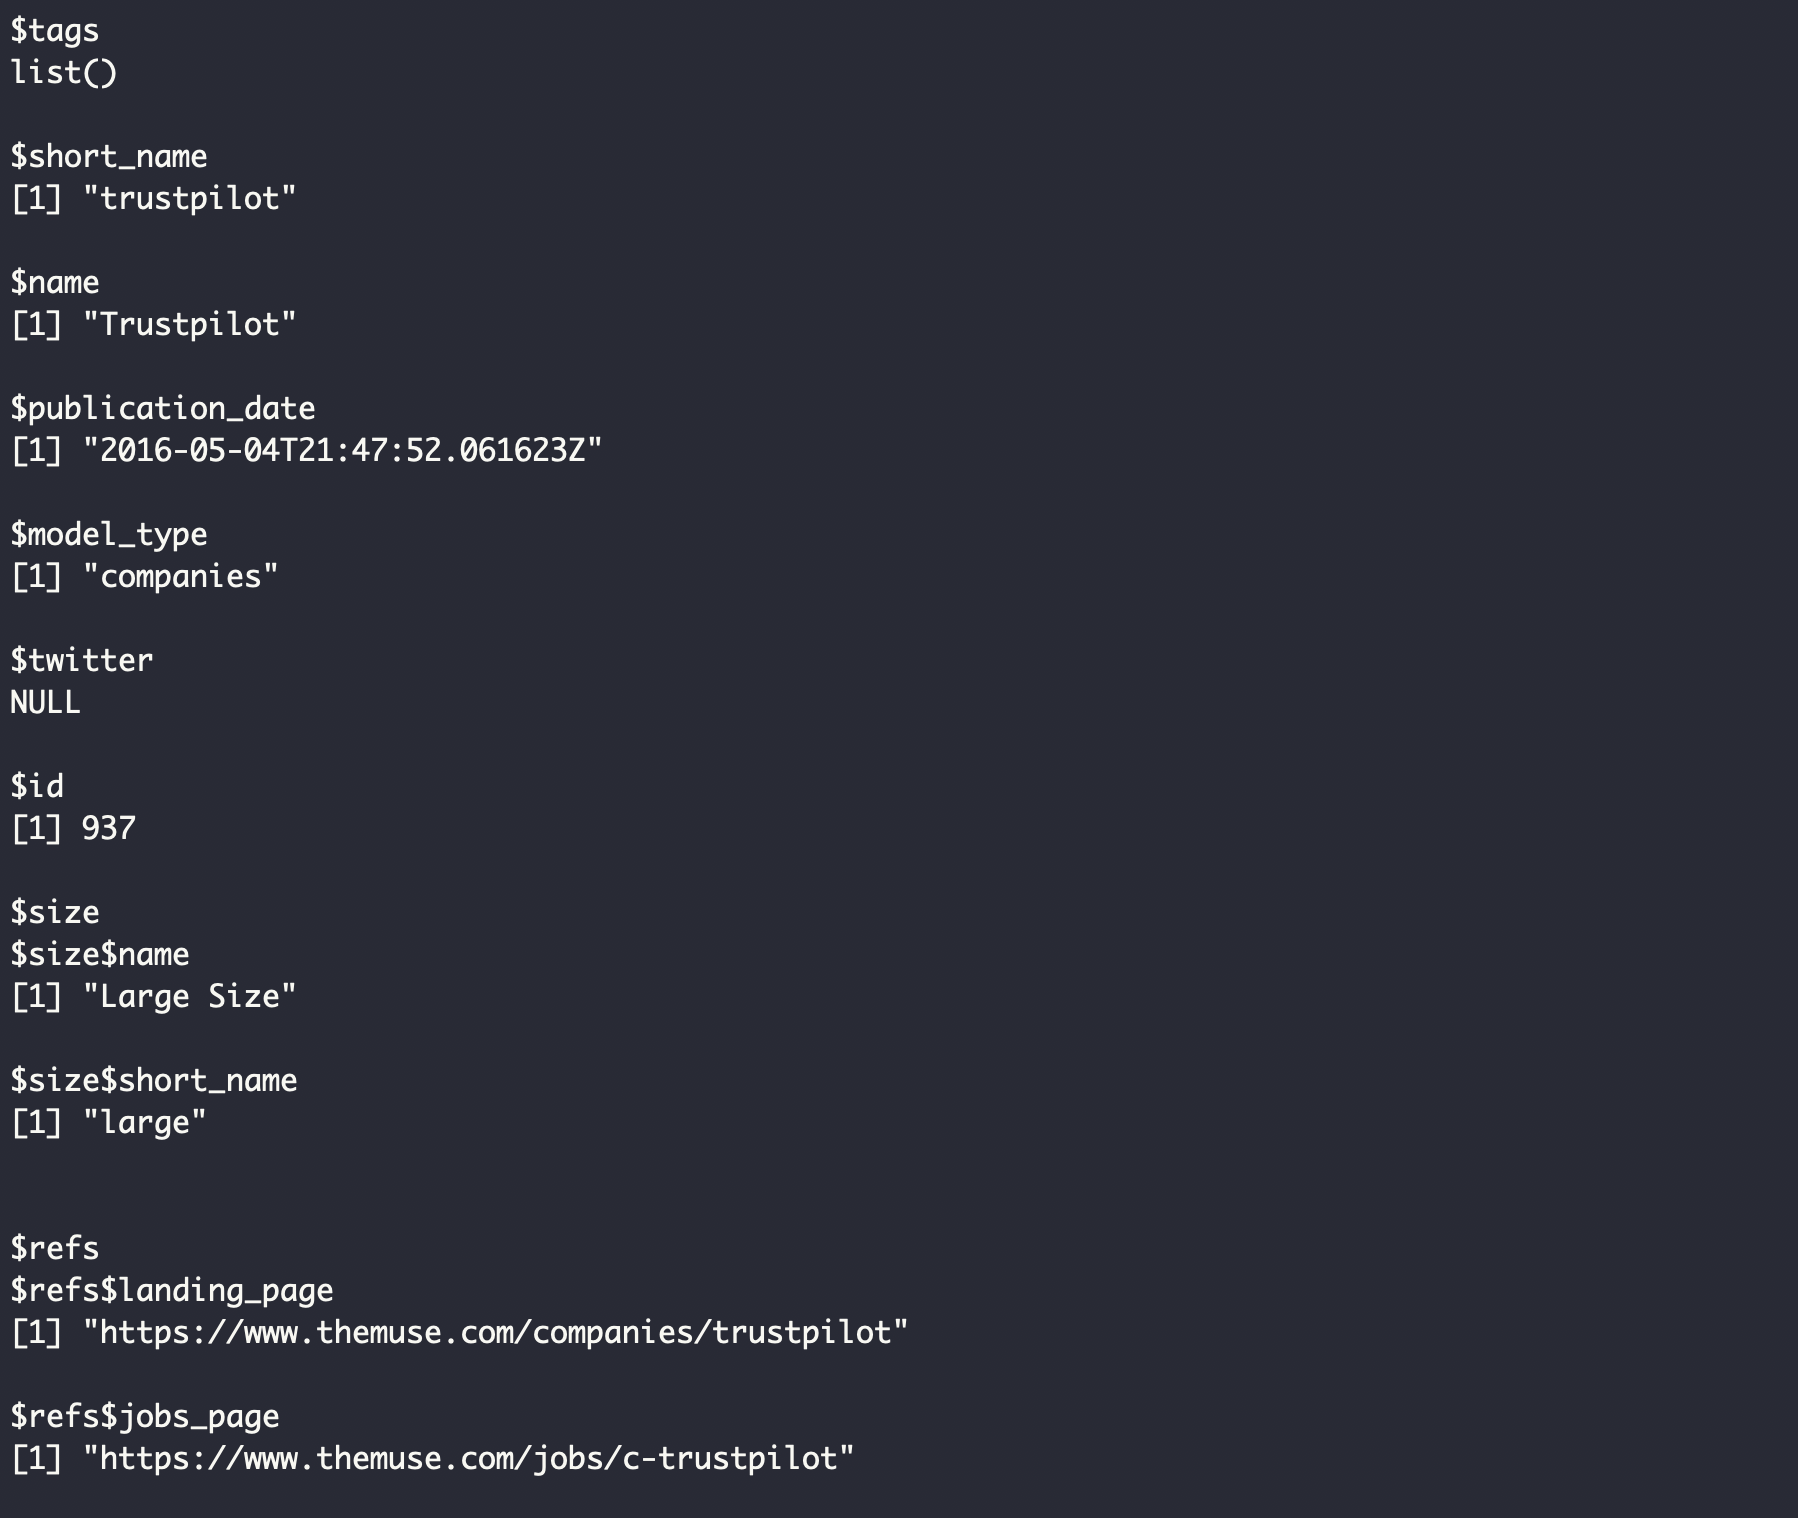 $tags
list()
$short_name
[1] "trustpilot"
$name
[1] "Trustpilot"
$publication_date
[1] "2016-05-04T21:47:52.061623Z"
$model_type
[1] "companies"
$twitter
NULL
$id
[1] 937
$size
$size$name
[1] "Large Size"
$size$short_name
[1] "large"
$refs
$refs$landing_page
[1] "https://www.themuse.com/companies/trustpilot"
$refs$jobs_page
[1] "https://www.themuse.com/jobs/c-trustpilot"